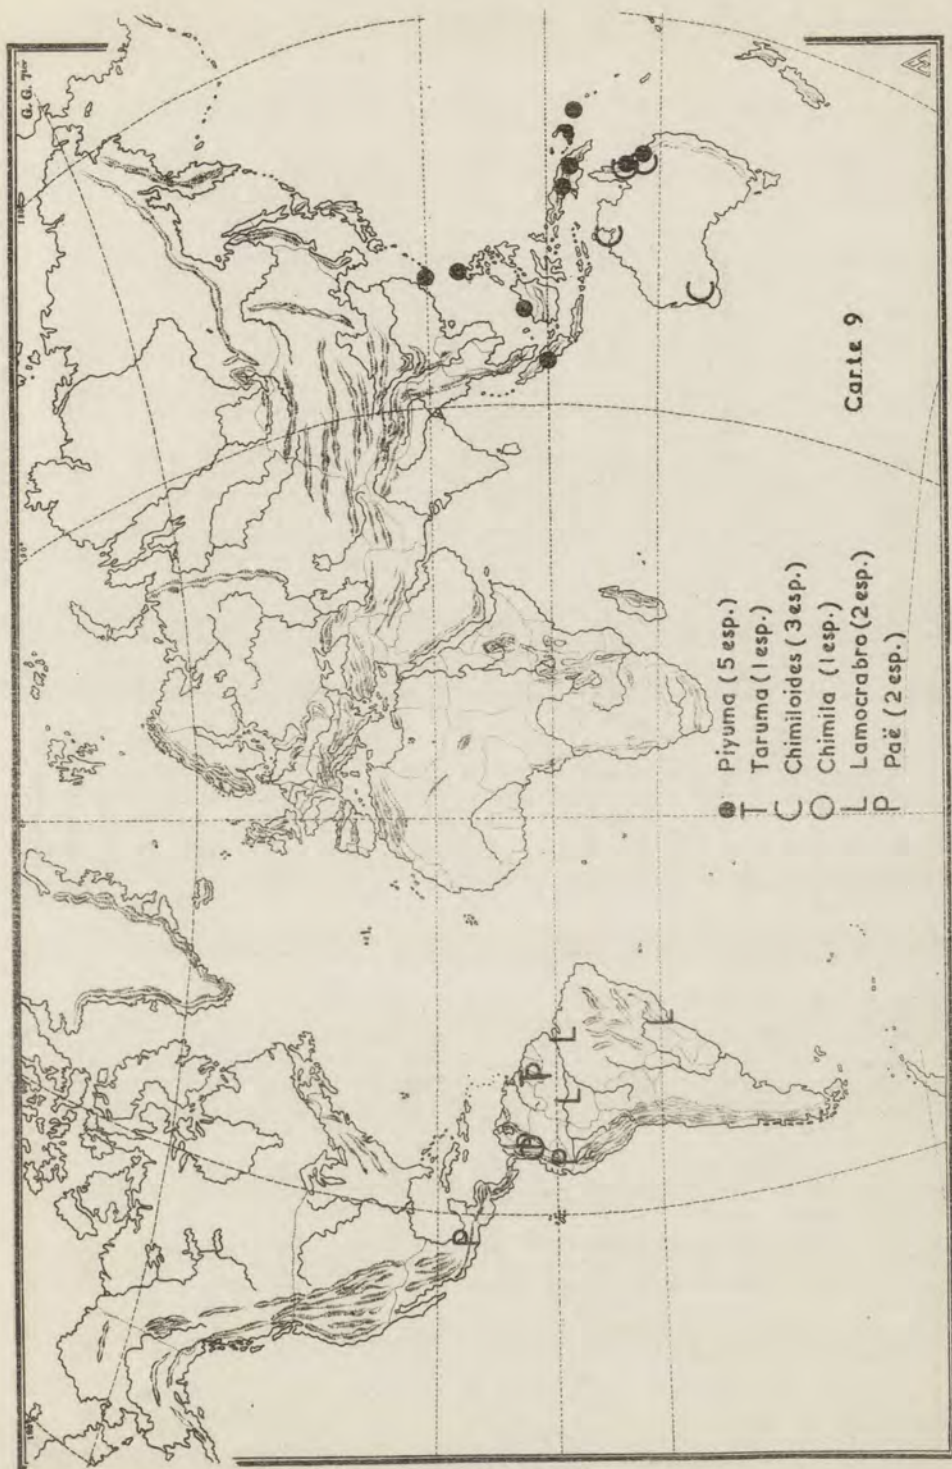 G. G.
Piyuma (5 esp.)
T Taruma (1 esp.)
C Chimiloides (3 esp.)
O Chimila (1 esp.)
L Lamocrabro (2 esp.)
P Paë (2 esp.)
Carte 9
P
P
P
T
L
L
L
C
C
C